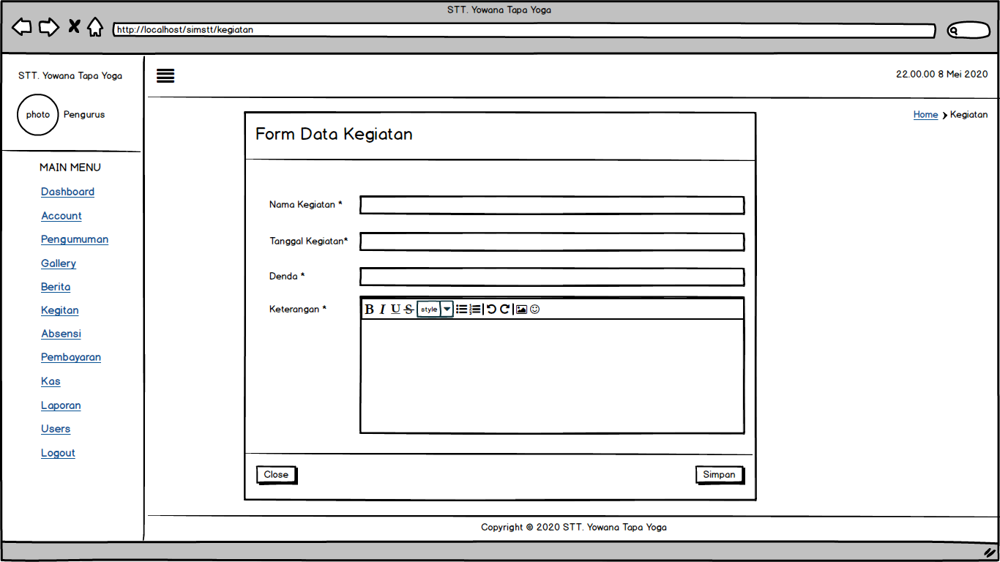 STT. Yowana Tapa Yoga
http://localhost/simstt/kegiatan
STT. Yowana Tapa Yoga
22.00.00 8 Mei 2020
photo Pengurus
Home Kegiatan
MAIN MENU
Dashboard
Account
Pengumuman
Gallery
Berita
Kegitan
Absensi
Pembayaran
Kas
Laporan
Users
Logout
Form Data Kegiatan
Nama Kegiatan *
Tanggal Kegiatan*
Denda *
Keterangan *
B I U S style
Close
Simpan
Copyright © 2020 STT. Yowana Tapa Yoga